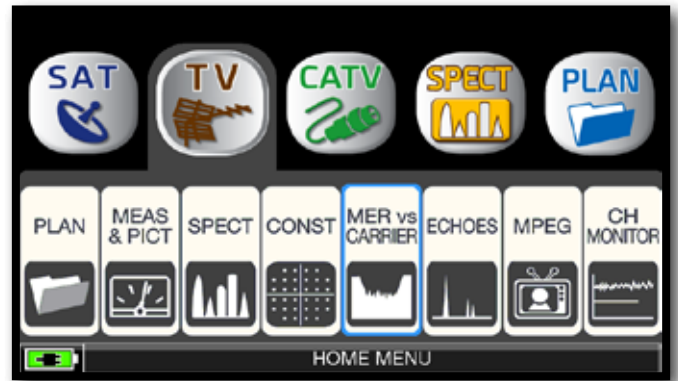 SAT TV CATV SPECT PLAN
PLAN
MEAS
& PICT
SPECT
CONST
MER vs
CARRIER
ECHOES
MPEG
CH
MONITOR
HOME MENU